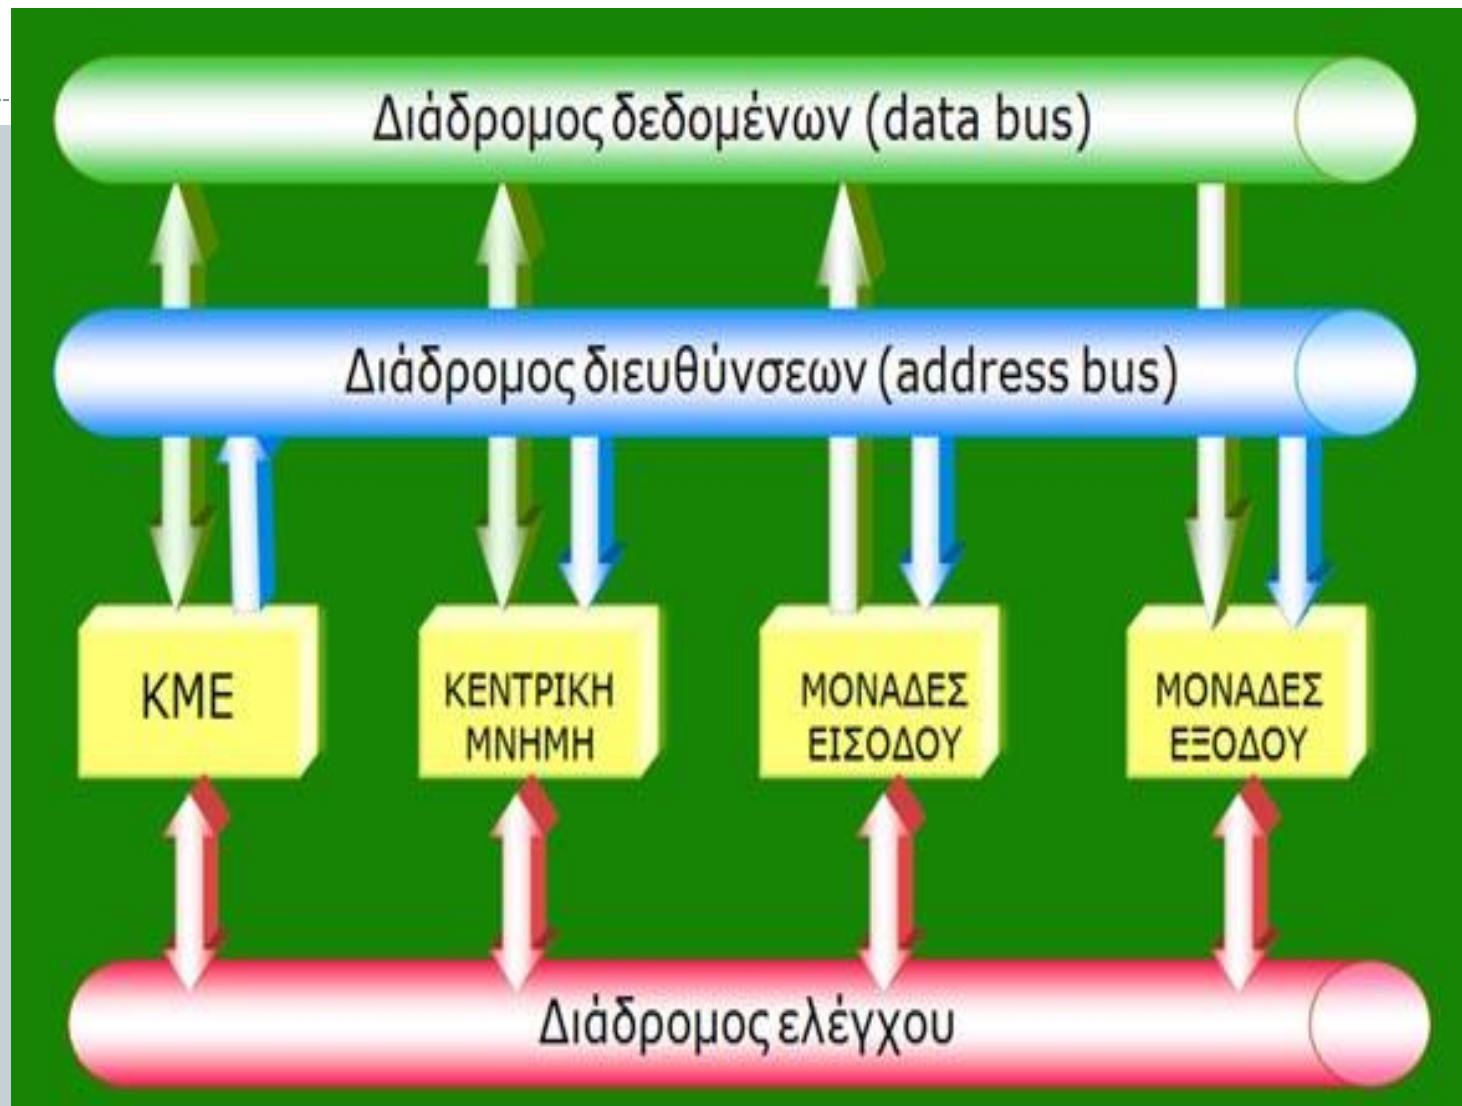 Διάδρομος δεδομένων (data bus)
Διάδρομος διευθύνσεων (address bus)
ΚΜΕ
ΚΕΝΤΡΙΚΗ
ΜΝΗΜΗ
ΜΟΝΑΔΕΣ
ΕΙΣΟΔΟΥ
ΜΟΝΑΔΕΣ
ΕΞΟΔΟΥ
Διάδρομος ελέγχου